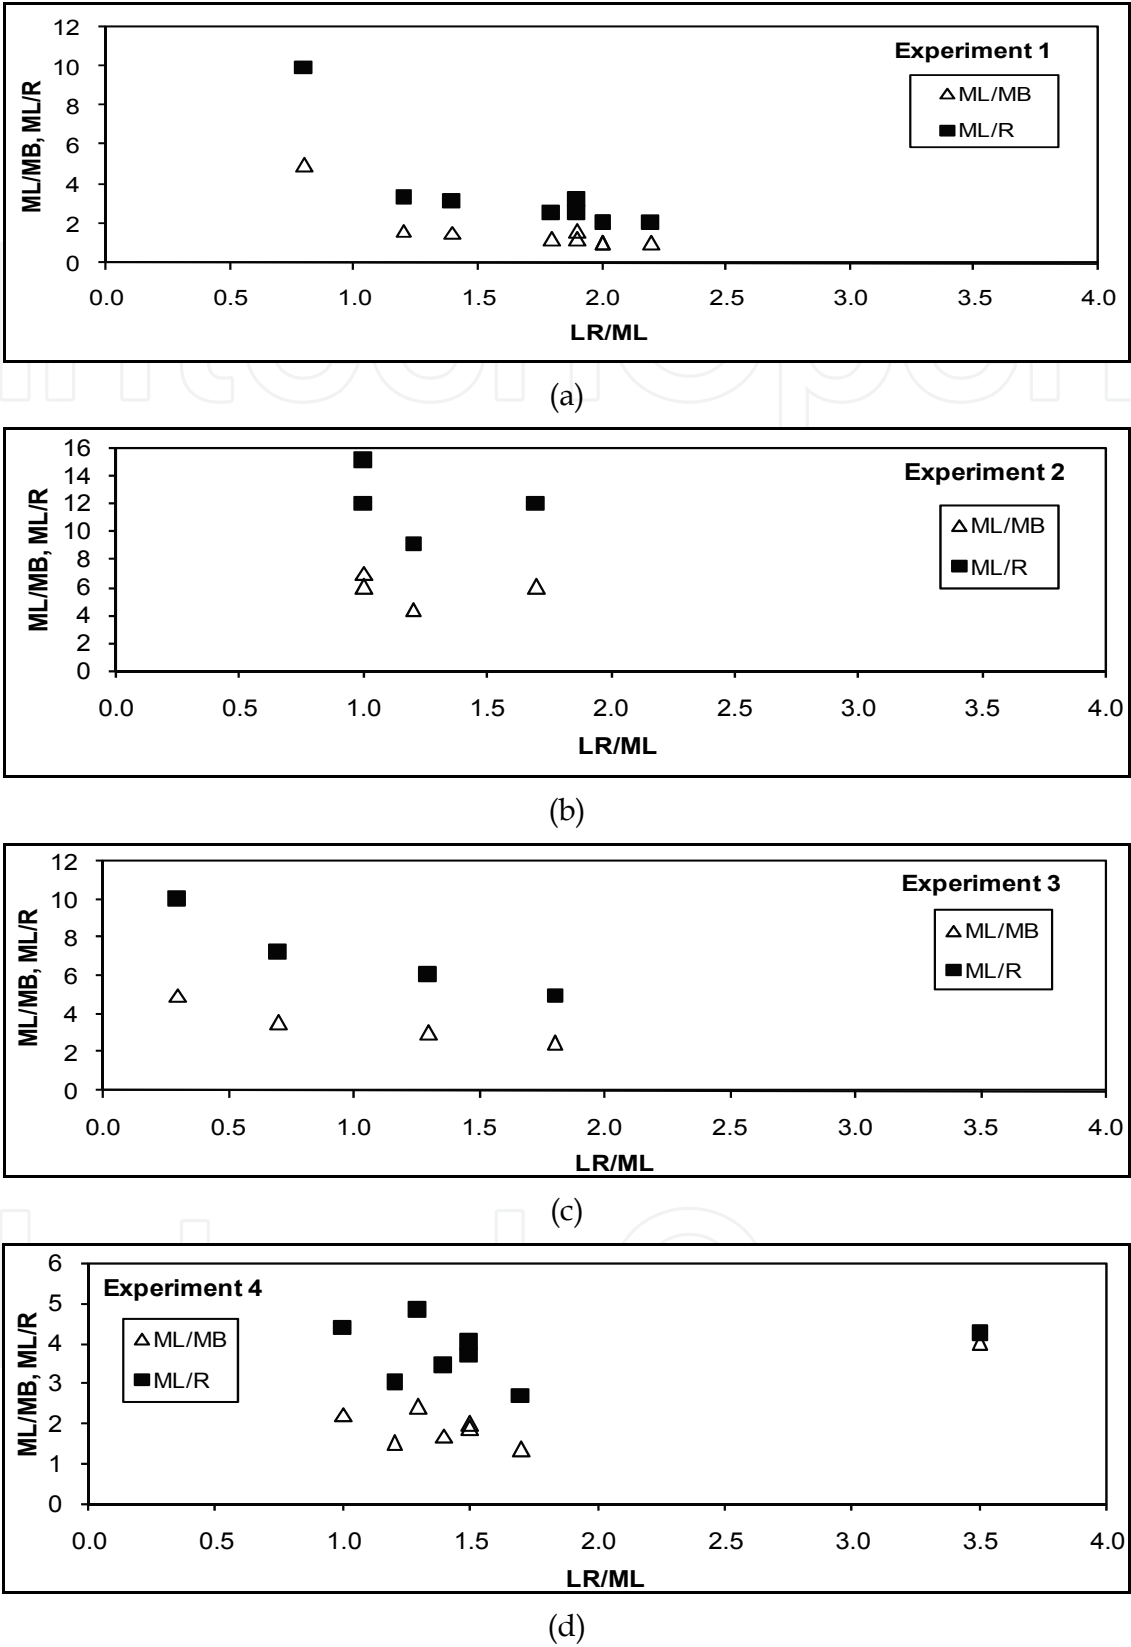 12
10
8
6
4
2
0
ML/MB, ML/R
Experiment 1
ML/MB
ML/R
0.0 0.5 1.0 1.5 2.0 2.5 3.0 3.5 4.0
LR/ML
(a)
16
14
12
10
8
6
4
2
0
ML/MB, ML/R
Experiment 2
ML/MB
ML/R
0.0 0.5 1.0 1.5 2.0 2.5 3.0 3.5 4.0
LR/ML
(b)
12
10
8
6
4
2
0
ML/MB, ML/R
Experiment 3
ML/MB
ML/R
0.0 0.5 1.0 1.5 2.0 2.5 3.0 3.5 4.0
LR/ML
(c)
6
5
4
3
2
1
0
ML/MB, ML/R
Experiment 4
ML/MB
ML/R
0.0 0.5 1.0 1.5 2.0 2.5 3.0 3.5 4.0
LR/ML
(d)